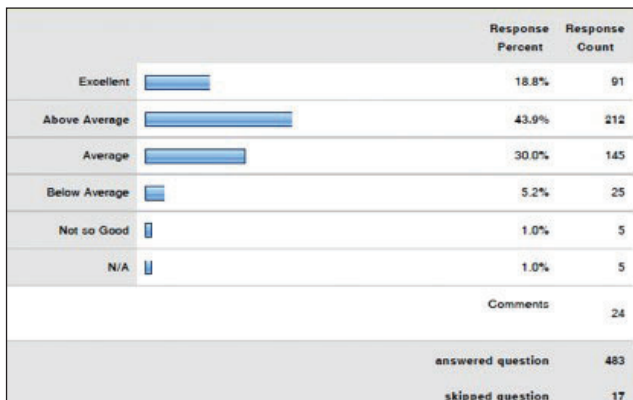 Response Response
Percent Count
Excellent 18.8% 91
Above Average 43.9% 212
Average 30.0% 145
Below Average 5.2% 25
Not so Good 1.0% 5
N/A 1.0% 5
Comments 24
answered question 483
skipped question 17